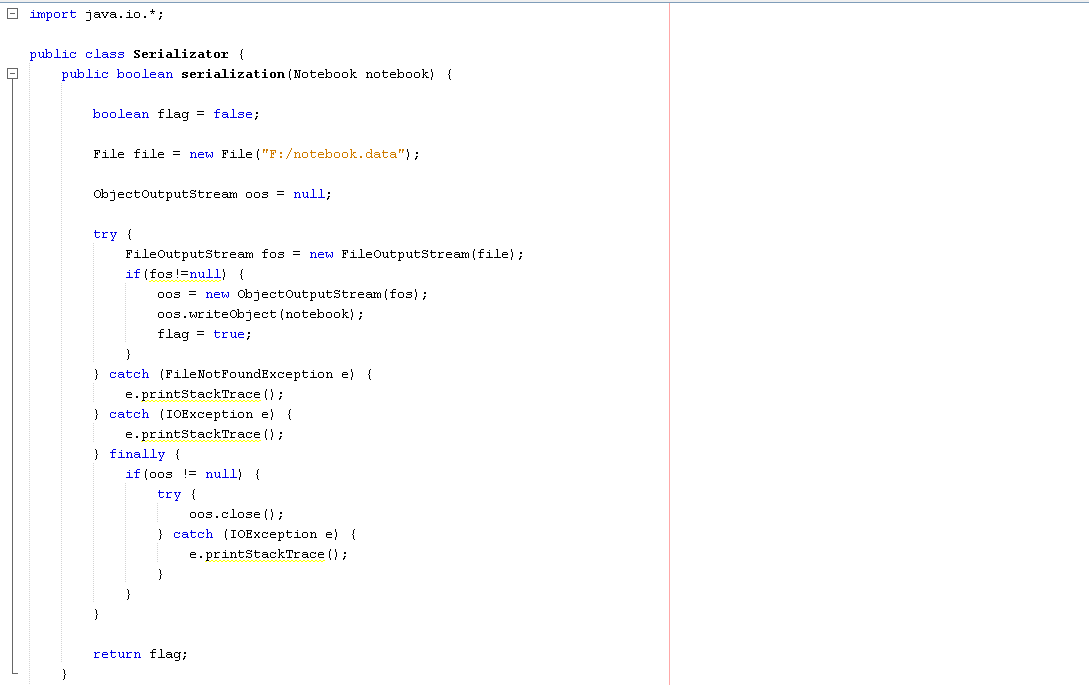 import java.io.*;
public class Serializator {
public boolean serialization(Notebook notebook) {
boolean flag = false;
File file = new File("F:/notebook.data");
ObjectOutputStream oos = null;
try {
FileOutputStream fos = new FileOutputStream(file);
if(fos!=null) {
oos = new ObjectOutputStream(fos);
oos.writeObject(notebook);
flag = true;
}
} catch (FileNotFoundException e) {
e.printStackTrace();
} catch (IOException e) {
e.printStackTrace();
} finally {
if(oos != null) {
try {
oos.close();
} catch (IOException e) {
e.printStackTrace();
}
}
}
return flag;
}